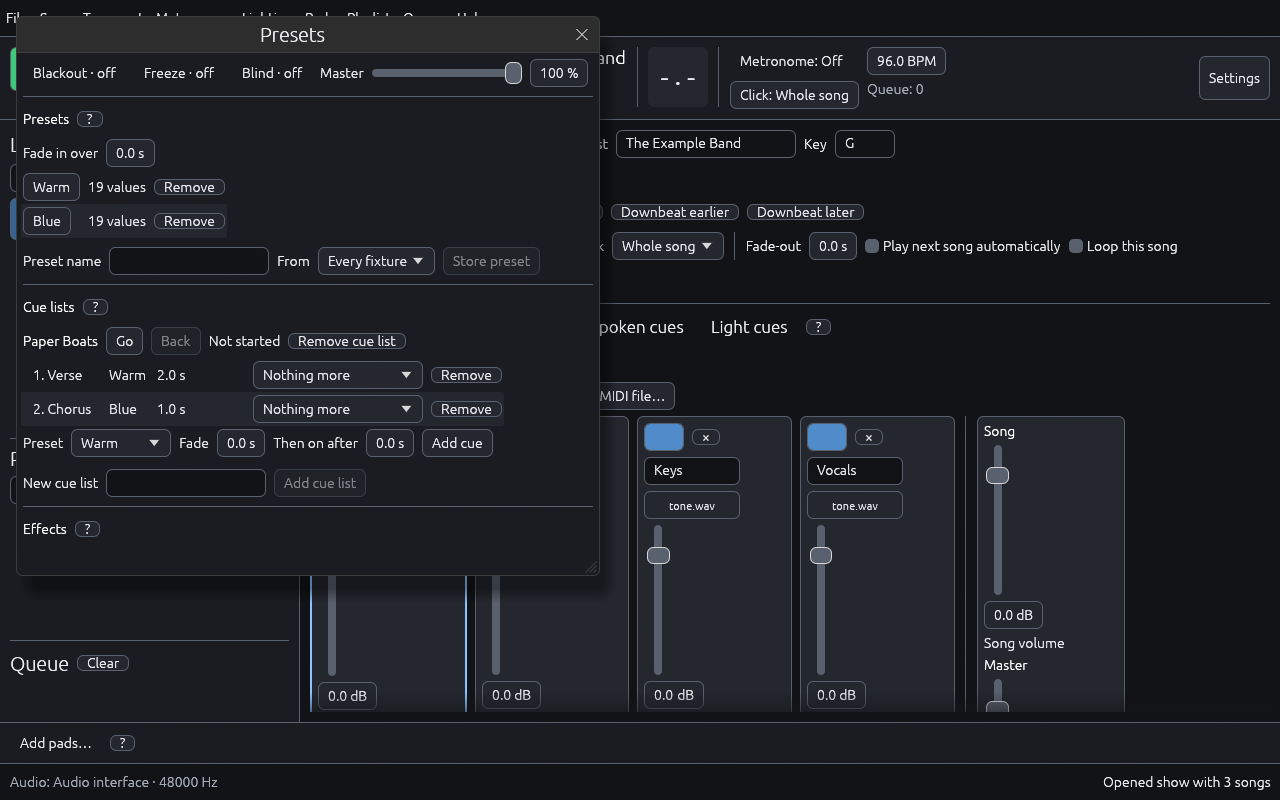 Presets
Blackout · off Freeze · off Blind · off Master 100 %
Presets ?
Fade in over 0.0 s
Warm 19 values Remove
Blue 19 values Remove
Preset name From Every fixture Store preset
Cue lists ?
Paper Boats Go Back Not started Remove cue list
1. Verse Warm 2.0 s Nothing more Remove
2. Chorus Blue 1.0 s Nothing more Remove
Preset Warm Fade 0.0 s Then on after 0.0 s Add cue
New cue list Add cue list
Effects ?
- . -
Metronome: Off 96.0 BPM
Click: Whole song Queue: 0
Settings
The Example Band Key G
Downbeat earlier Downbeat later
Whole song Fade-out 0.0 s Play next song automatically Loop this song
Light cues ?
MIDI file…
× × Song
Keys Vocals
tone.wav tone.wav
0.0 dB
Song volume
Master
0.0 dB 0.0 dB 0.0 dB 0.0 dB
Queue Clear
Add pads… ?
Audio: Audio interface · 48000 Hz Opened show with 3 songs